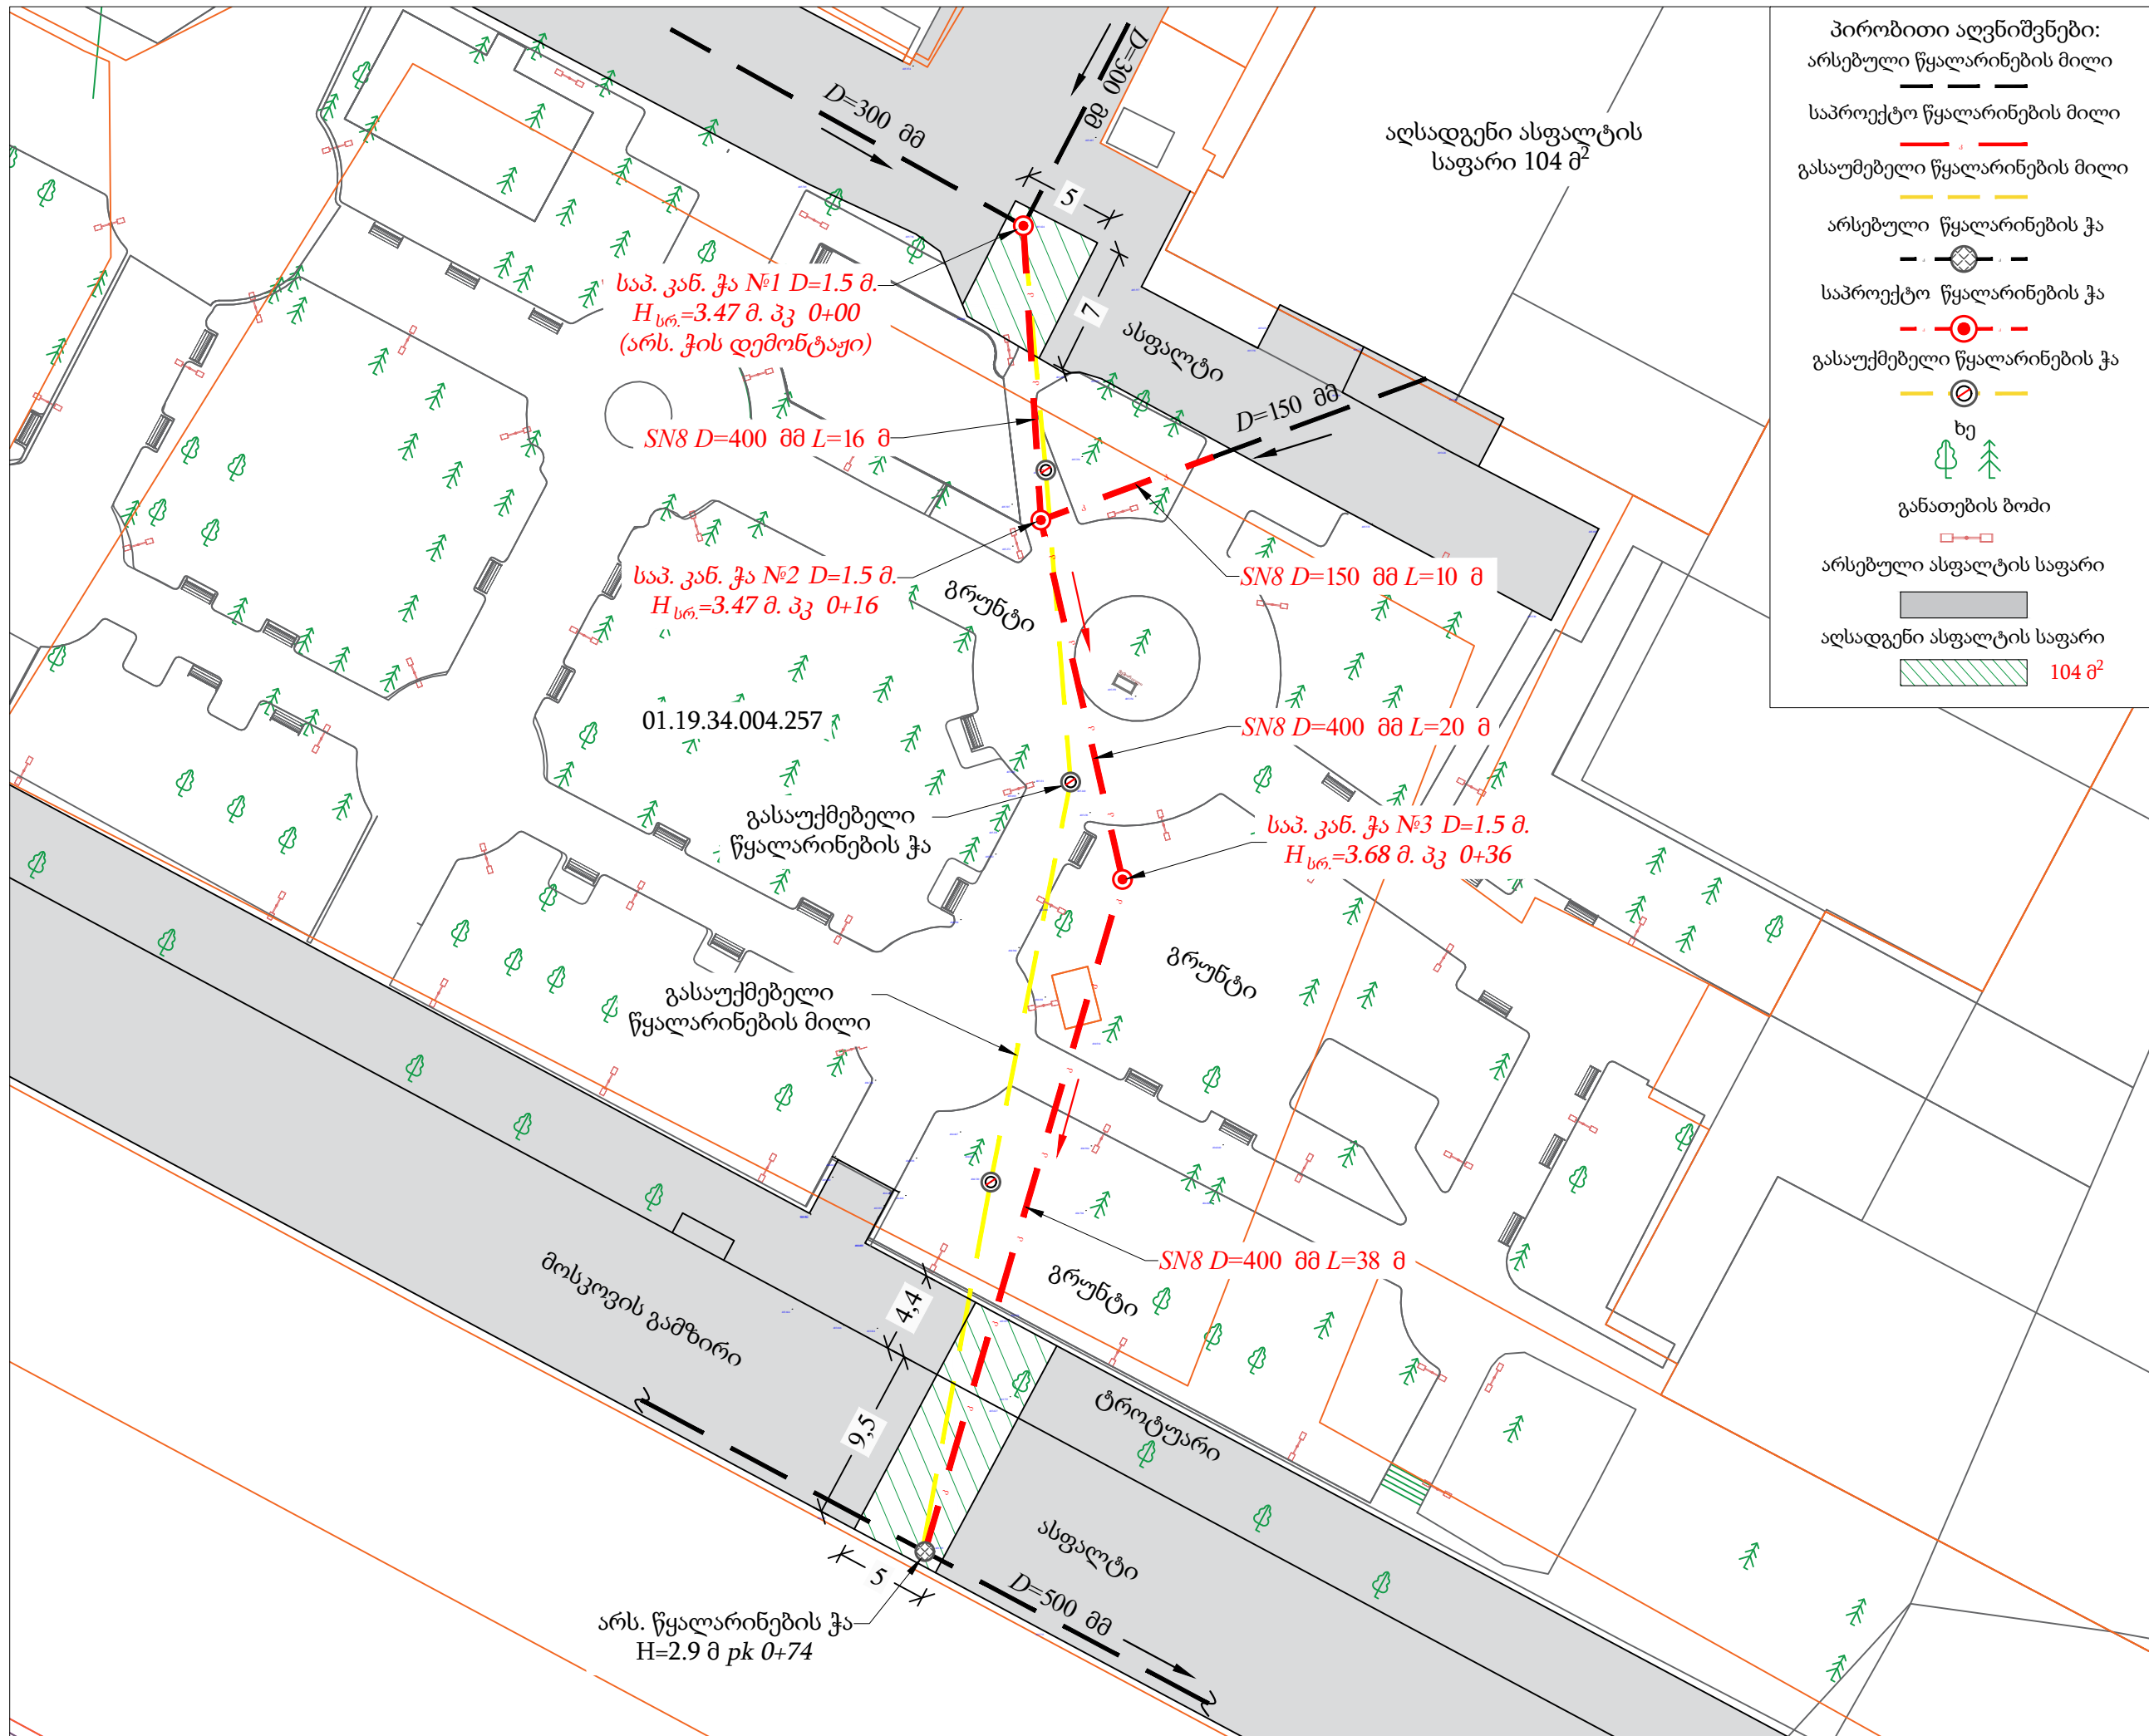 D=300 მმ
D=300 მმ
5
7
აღსადგენი ასფალტის
საფარი 104 მ²
საპ. კან. ჭა №1 D=1.5 მ.
Hსრ.=3.47 მ. პკ 0+00
(არს. ჭის დემონტაჟი)
ასფალტი
D=150 მმ
SN8 D=400 მმ L=16 მ
საპ. კან. ჭა №2 D=1.5 მ.
Hსრ.=3.47 მ. პკ 0+16
გრუნტი
SN8 D=150 მმ L=10 მ
01.19.34.004.257
SN8 D=400 მმ L=20 მ
გასაუქმებელი
წყალარინების ჭა
საპ. კან. ჭა №3 D=1.5 მ.
Hსრ.=3.68 მ. პკ 0+36
გრუნტი
გასაუქმებელი
წყალარინების მილი
SN8 D=400 მმ L=38 მ
გრუნტი
მოსკოვის გამზირი
4,4
9,5
ტროტუარი
ასფალტი
5
D=500 მმ
არს. წყალარინების ჭა
H=2.9 მ pk 0+74
პირობითი აღვნიშვნები:
არსებული წყალარინების მილი
საპროექტო წყალარინების მილი
გასაუმებელი წყალარინების მილი
არსებული წყალარინების ჭა
საპროექტო წყალარინების ჭა
გასაუქმებელი წყალარინების ჭა
ხე
განათების ბოძი
არსებული ასფალტის საფარი
აღსადგენი ასფალტის საფარი
104 მ²